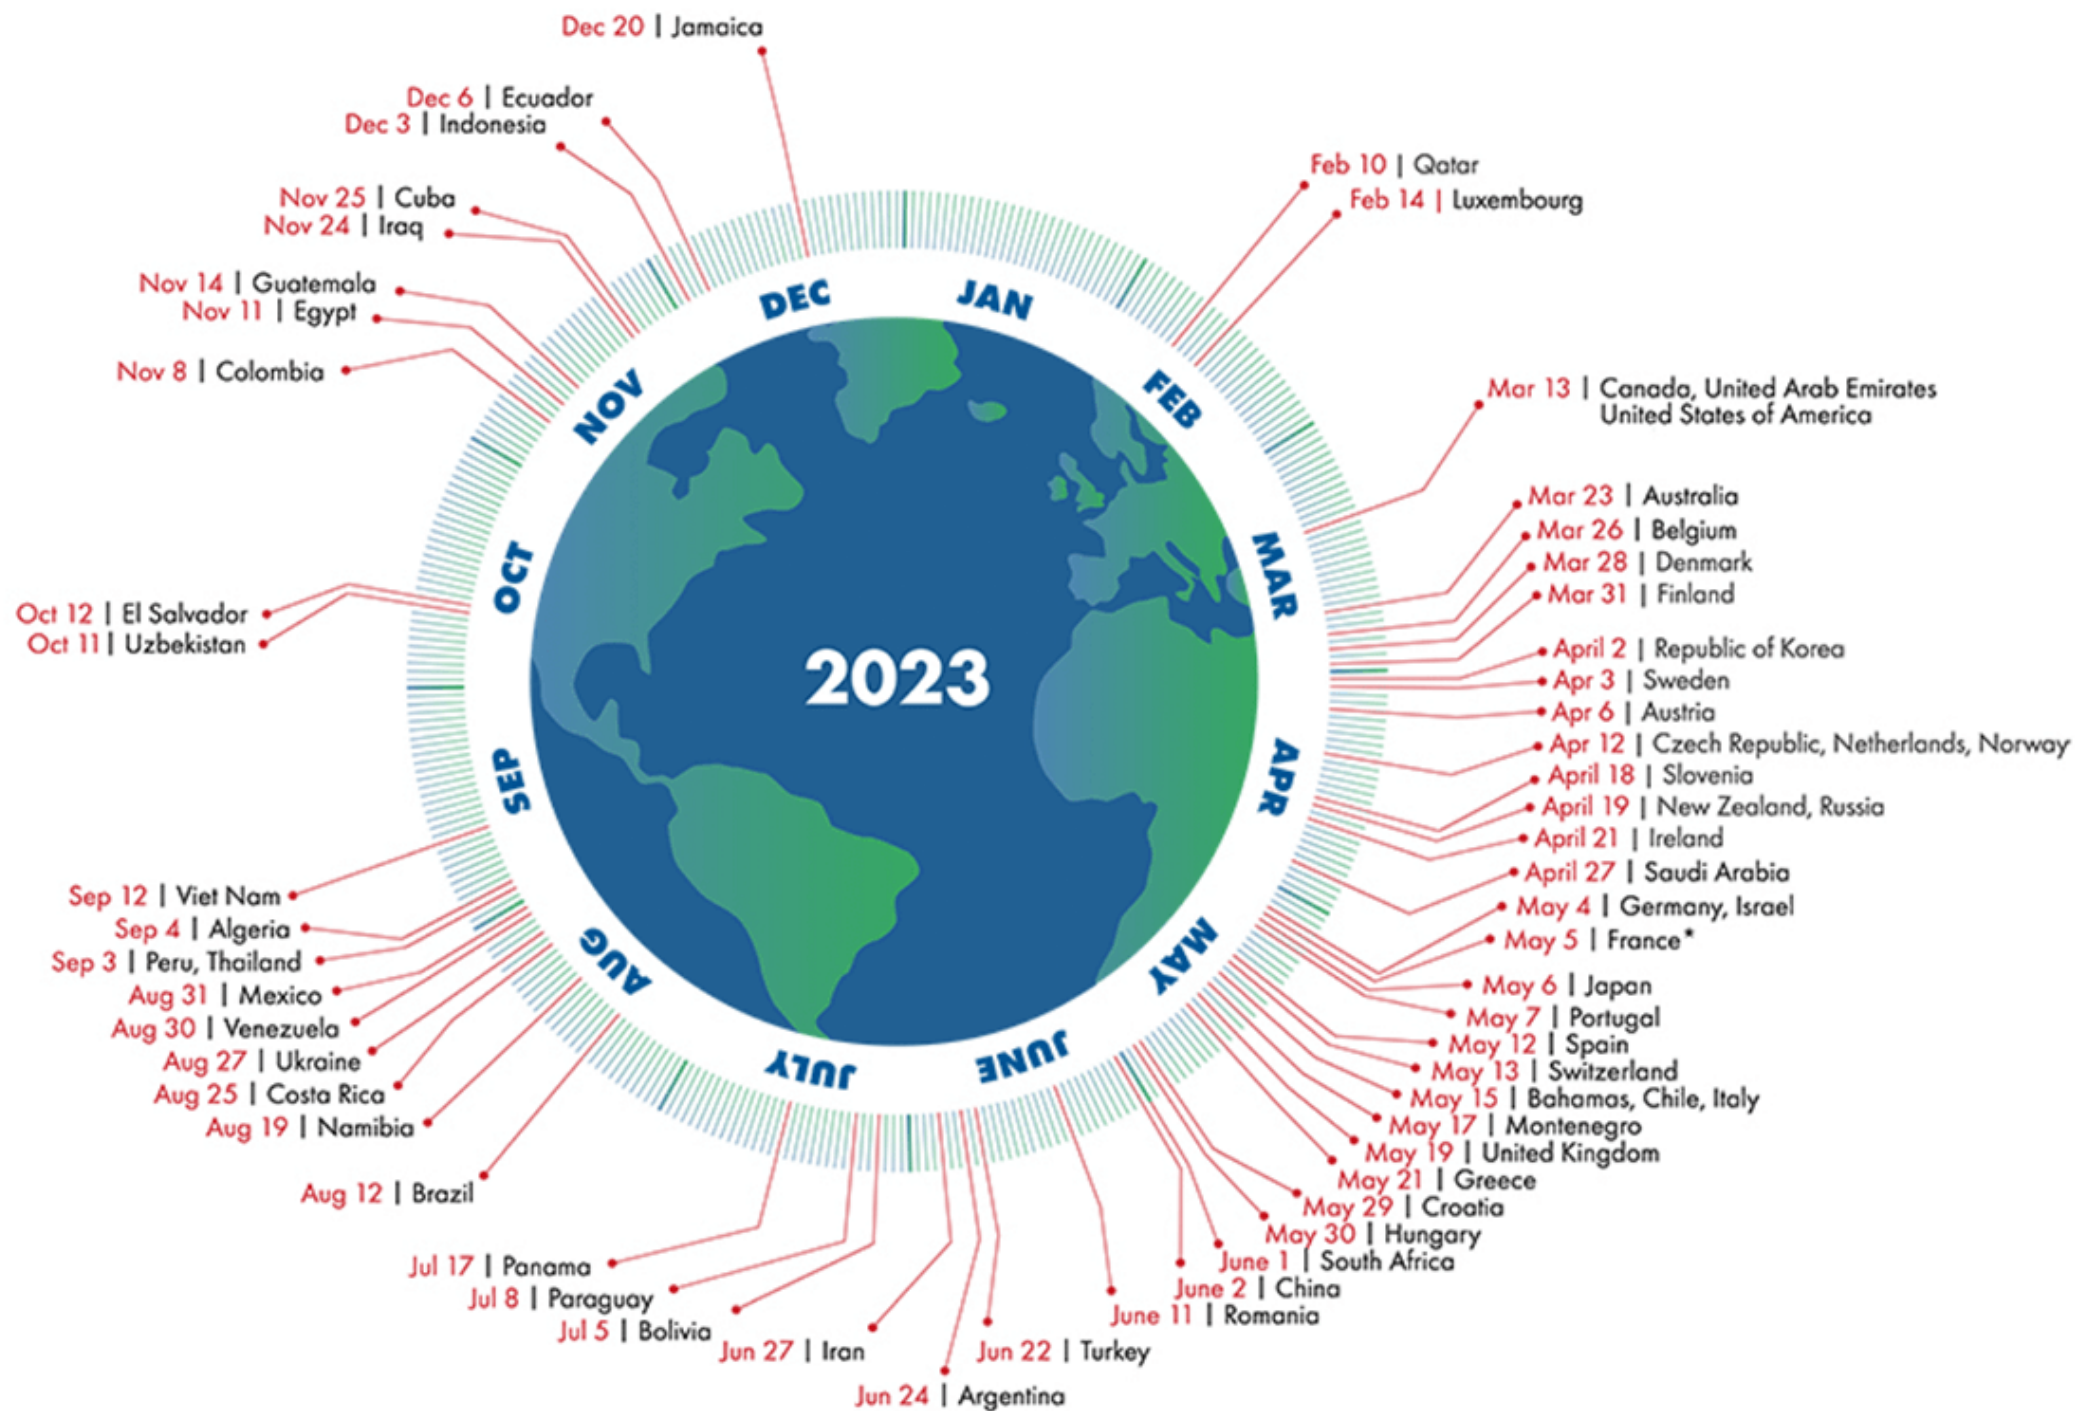 Dec 20 | Jamaica
Dec 6 | Ecuador
Dec 3 | Indonesia
Nov 25 | Cuba
Nov 24 | Iraq
Nov 14 | Guatemala
Nov 11 | Egypt
Nov 8 | Colombia
Oct 12 | El Salvador
Oct 11 | Uzbekistan
Sep 12 | Viet Nam
Sep 4 | Algeria
Sep 3 | Peru, Thailand
Aug 31 | Mexico
Aug 30 | Venezuela
Aug 27 | Ukraine
Aug 25 | Costa Rica
Aug 19 | Namibia
Aug 12 | Brazil
Jul 17 | Panama
Jul 8 | Paraguay
Jul 5 | Bolivia
Jun 27 | Iran
Jun 24 | Argentina
Jun 22 | Turkey
Feb 10 | Qatar
Feb 14 | Luxembourg
Mar 13 | Canada, United Arab Emirates
United States of America
Mar 23 | Australia
Mar 26 | Belgium
Mar 28 | Denmark
Mar 31 | Finland
April 2 | Republic of Korea
Apr 3 | Sweden
Apr 6 | Austria
Apr 12 | Czech Republic, Netherlands, Norway
April 18 | Slovenia
April 19 | New Zealand, Russia
April 21 | Ireland
April 27 | Saudi Arabia
May 4 | Germany, Israel
May 5 | France*
May 6 | Japan
May 7 | Portugal
May 12 | Spain
May 13 | Switzerland
May 15 | Bahamas, Chile, Italy
May 17 | Montenegro
May 19 | United Kingdom
May 21 | Greece
May 29 | Croatia
May 30 | Hungary
June 1 | South Africa
June 2 | China
June 11 | Romania
JAN
FEB
MAR
APR
MAY
JUNE
JULY
AUG
SEP
OCT
NOV
DEC
2023